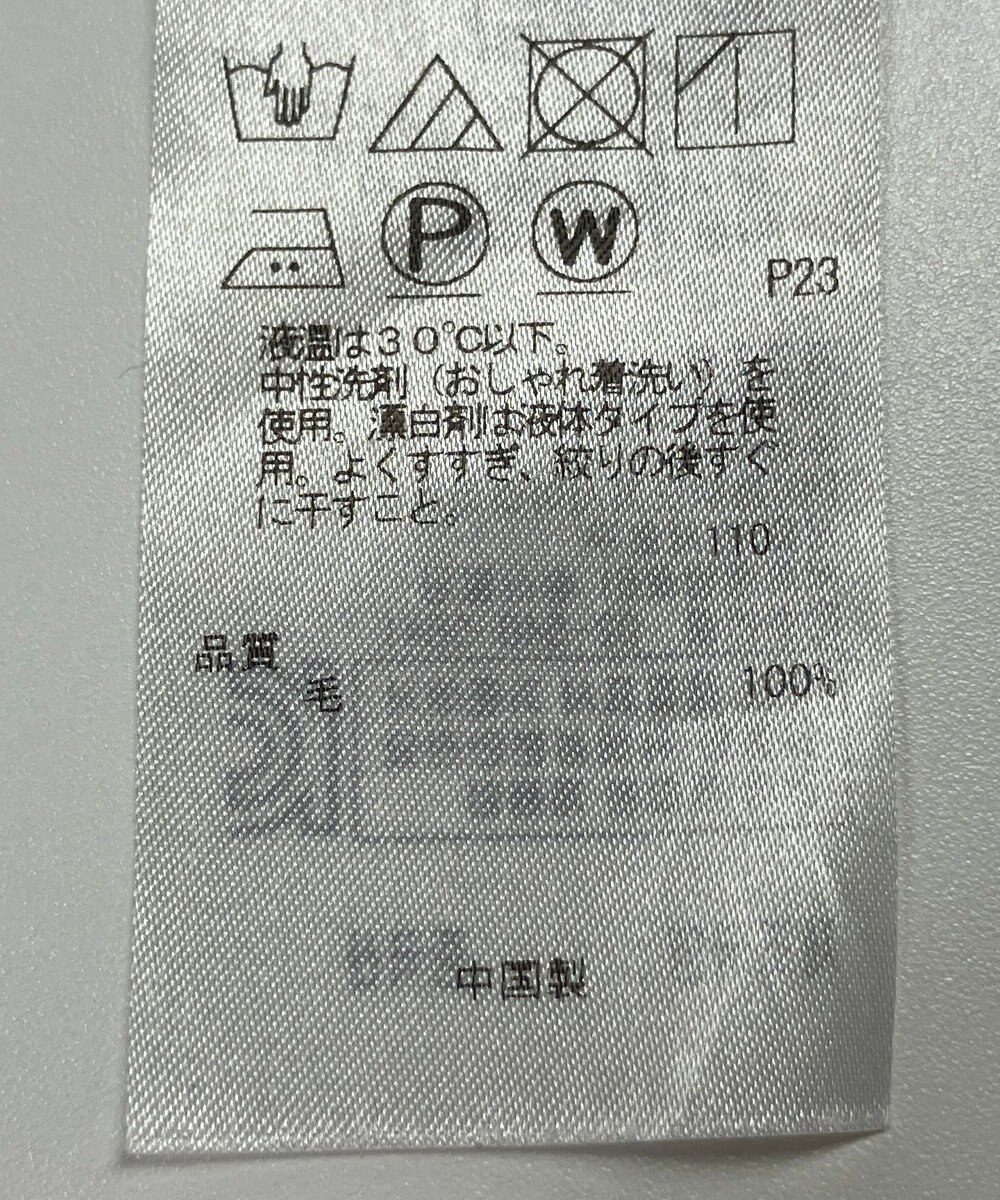 P W
P23
液温は30℃以下。
中性洗剤(おしゃれ着洗い)を
使用。漂白剤は液体タイプを使
用。よくすすぎ、絞りの後すぐ
に干すこと。
110
品質
毛 100%
中国製